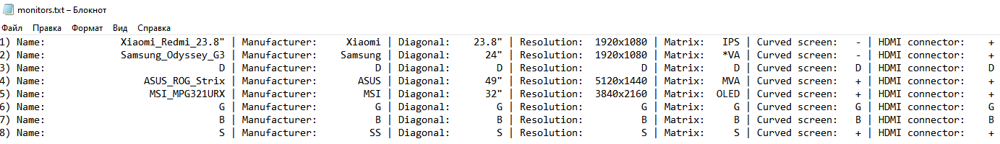 monitors.txt – Блокнот
Файл Правка Формат Вид Справка
1) Name: Xiaomi_Redmi_23.8" | Manufacturer: Xiaomi | Diagonal: 23.8" | Resolution: 1920x1080 | Matrix: IPS | Curved screen: - | HDMI connector: +
2) Name: Samsung_Odyssey_G3 | Manufacturer: Samsung | Diagonal: 24" | Resolution: 1920x1080 | Matrix: *VA | Curved screen: - | HDMI connector: +
3) Name: D | Manufacturer: D | Diagonal: D | Resolution: D | Matrix: D | Curved screen: D | HDMI connector: D
4) Name: ASUS_ROG_Strix | Manufacturer: ASUS | Diagonal: 49" | Resolution: 5120x1440 | Matrix: MVA | Curved screen: + | HDMI connector: +
5) Name: MSI_MPG321URX | Manufacturer: MSI | Diagonal: 32" | Resolution: 3840x2160 | Matrix: OLED | Curved screen: + | HDMI connector: +
6) Name: G | Manufacturer: G | Diagonal: G | Resolution: G | Matrix: G | Curved screen: G | HDMI connector: G
7) Name: B | Manufacturer: B | Diagonal: B | Resolution: B | Matrix: B | Curved screen: B | HDMI connector: B
8) Name: S | Manufacturer: SS | Diagonal: S | Resolution: S | Matrix: S | Curved screen: + | HDMI connector: +